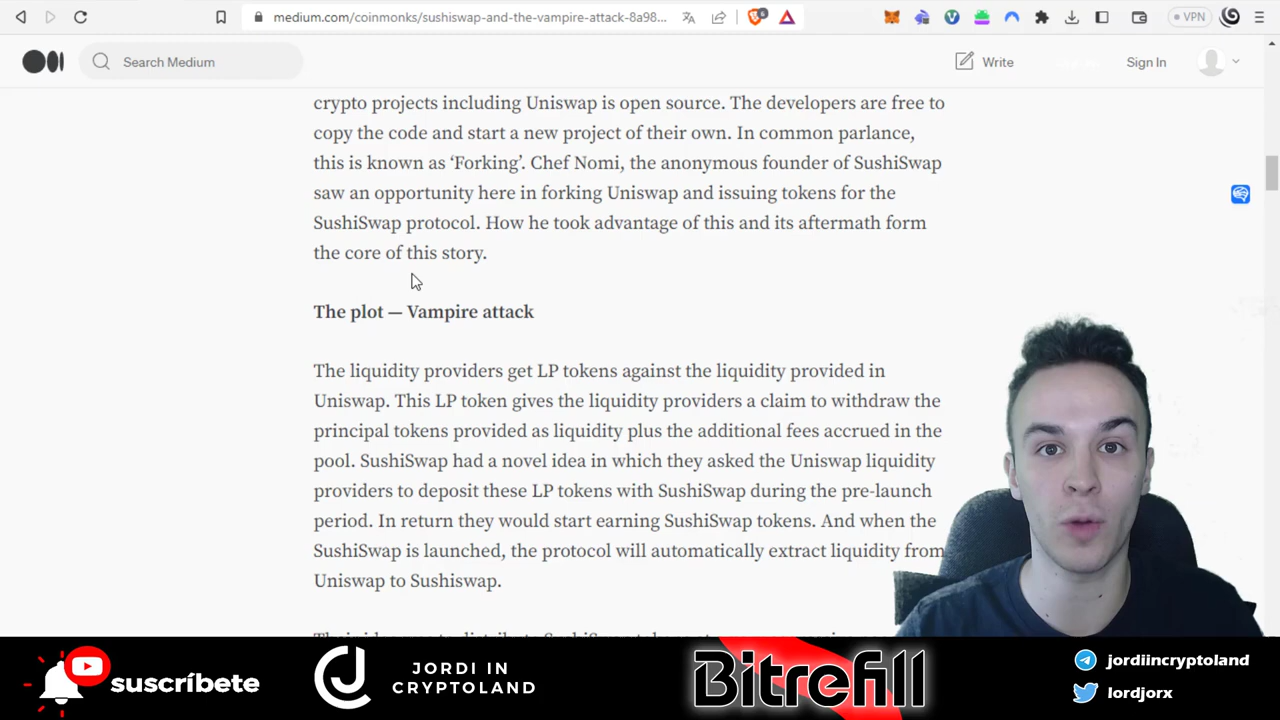 medium.com/coinmonks/sushiswap-and-the-vampire-attack-8a98...
6
VPN
Search Medium
Write
Sign In
crypto projects including Uniswap is open source. The developers are free to
copy the code and start a new project of their own. In common parlance,
this is known as ‘Forking’. Chef Nomi, the anonymous founder of SushiSwap
saw an opportunity here in forking Uniswap and issuing tokens for the
SushiSwap protocol. How he took advantage of this and its aftermath form
the core of this story.
The plot — Vampire attack
The liquidity providers get LP tokens against the liquidity provided in
Uniswap. This LP token gives the liquidity providers a claim to withdraw the
principal tokens provided as liquidity plus the additional fees accrued in the
pool. SushiSwap had a novel idea in which they asked the Uniswap liquidity
providers to deposit these LP tokens with SushiSwap during the pre-launch
period. In return they would start earning SushiSwap tokens. And when the
SushiSwap is launched, the protocol will automatically extract liquidity from
Uniswap to Sushiswap.
suscríbete
JORDI IN
CRYPTOLAND
Bitrefill
jordiincryptoland
lordjorx